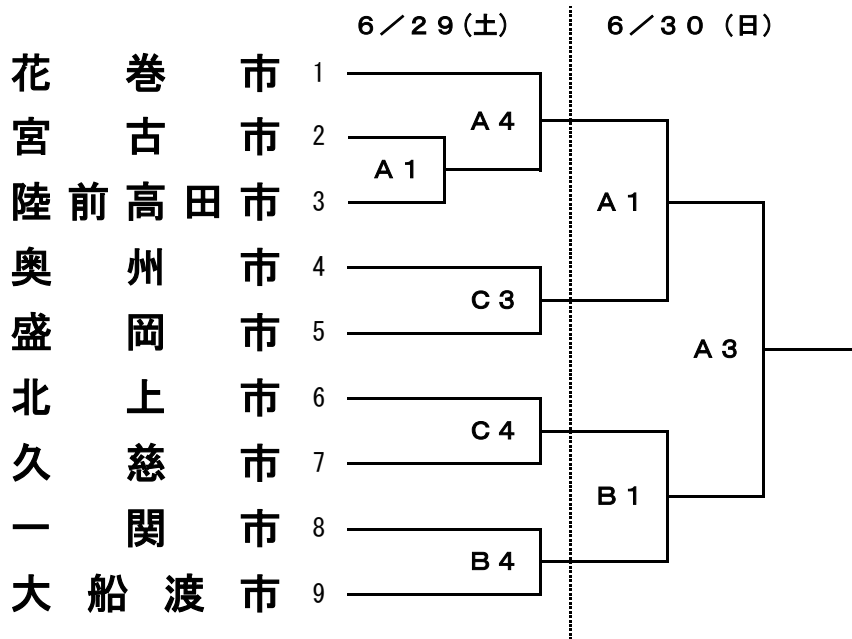 6／29(土)
6／30（日）
花巻市 1
A4
宮古市 2
A1
陸前高田市 3
A1
奥州市 4
C3
盛岡市 5
A3
北上市 6
C4
久慈市 7
B1
一関市 8
B4
大船渡市 9